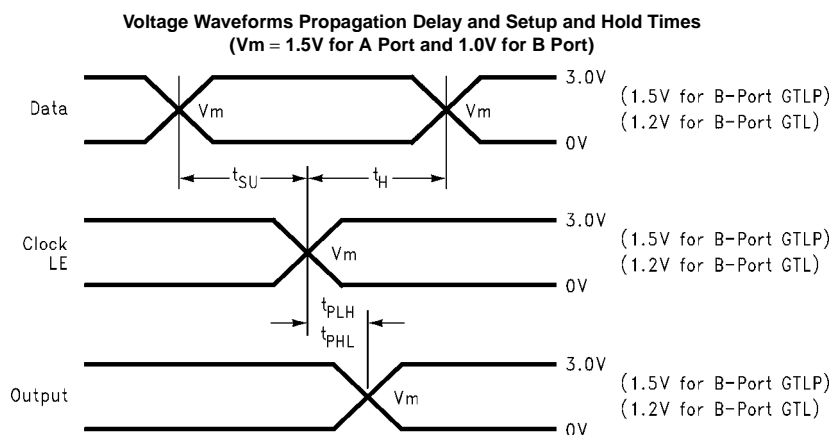 Voltage Waveforms Propagation Delay and Setup and Hold Times
(Vm = 1.5V for A Port and 1.0V for B Port)
Data
Vm
Vm
3.0V
0V
(1.5V for B-Port GTLP)
(1.2V for B-Port GTL)
tSU
tH
Clock
LE
Vm
3.0V
0V
(1.5V for B-Port GTLP)
(1.2V for B-Port GTL)
tPLH
tPHL
Output
Vm
3.0V
0V
(1.5V for B-Port GTLP)
(1.2V for B-Port GTL)